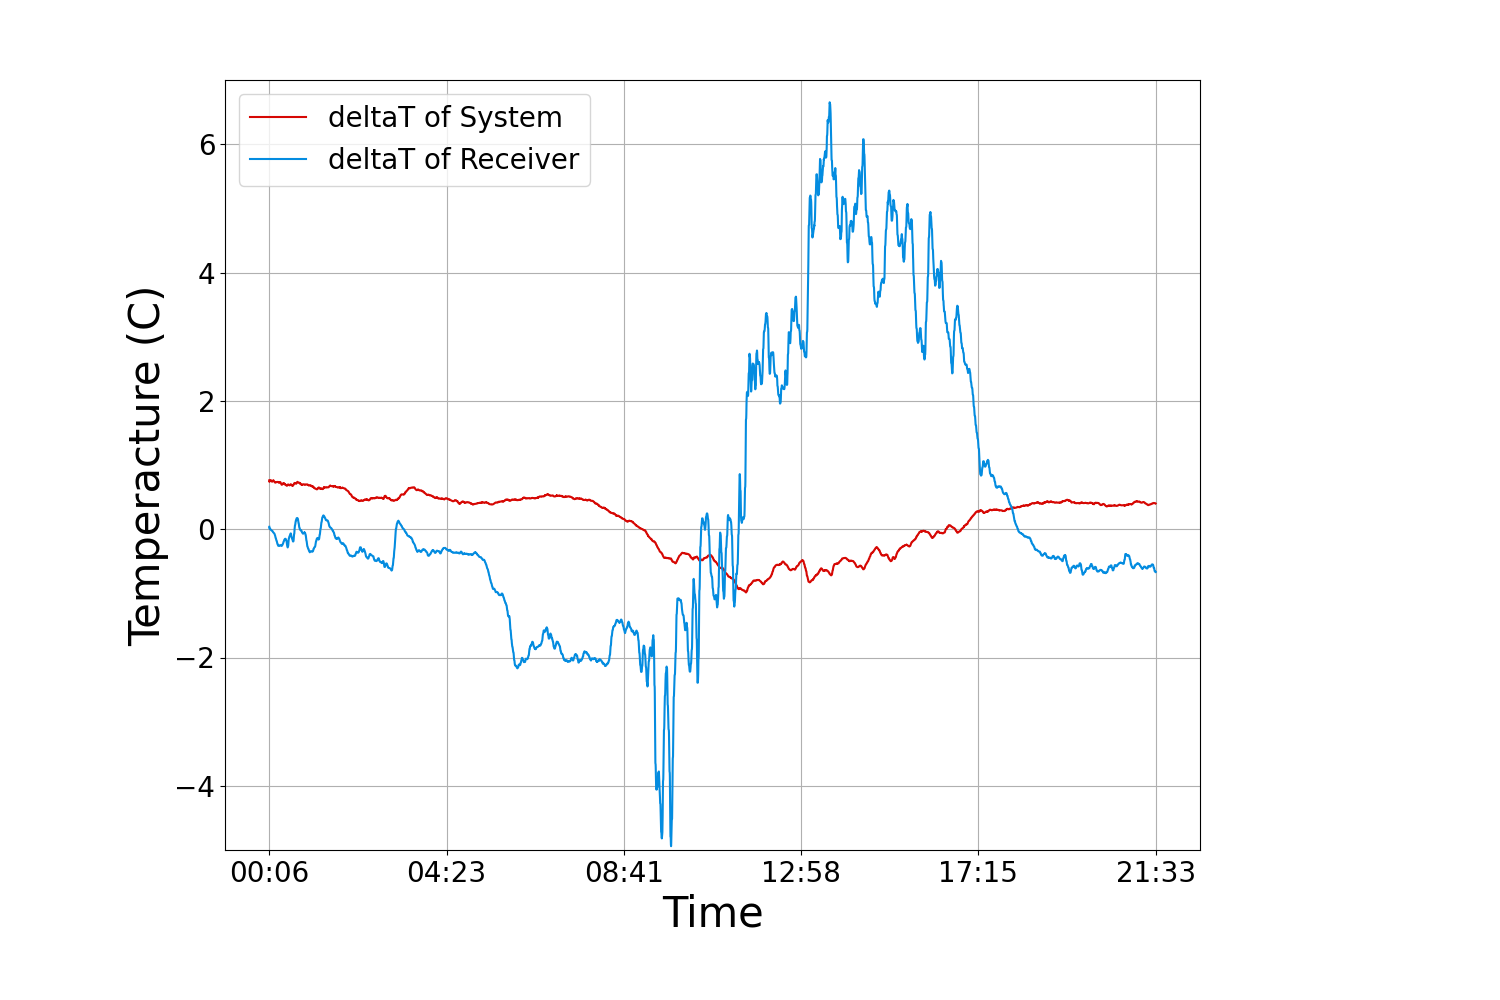 deltaT of System
deltaT of Receiver
6
4
2
0
−2
−4
Temperacture (C)
00:06 04:23 08:41 12:58 17:15 21:33
Time